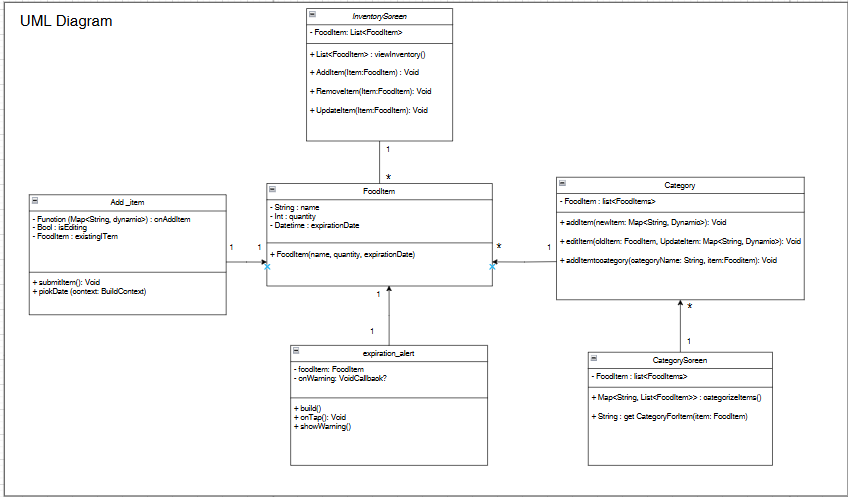 UML Diagram
InventoryScreen
- FoodItem: List<FoodItem>
+ List<FoodItem> : viewInventory()
+ AddItem(Item:FoodItem) : Void
+ RemoveItem(Item:FoodItem): Void
+ UpdateItem(Item:FoodItem): Void
1
*
FoodItem
- String : name
- Int : quantity
- Datetime : expirationDate
+ FoodItem(name, quantity, expirationDate)
Add _item
- Function (Map<String, dynamic>) : onAddItem
- Bool : isEditing
- FoodItem : existingITem
+ submitItem(): Void
+ pickDate (context: BuildContext)
1
1
Category
- FoodItem : list<FoodItems>
+ addItem(newItem: Map<String, Dynamic>): Void
+ editItem(oldItem: FoodItem, UpdateItem: Map<String, Dynamic>): Void
+ addItemtocategory(categoryName: String, item:Fooditem): Void
*
1
1
1
expiration_alert
- foodItem: FoodItem
- onWarning: VoidCallback?
+ build()
+ onTap(): Void
+ showWarning()
*
1
CategoryScreen
- FoodItem : list<FoodItems>
+ Map<String, List<FoodItem>> : categorizeItems()
+ String : get CategoryForItem(item: FoodItem)